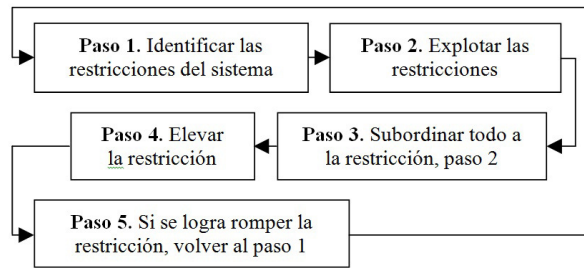 Paso 1. Identificar las
restricciones del sistema
Paso 2. Explotar las
restricciones
Paso 3. Subordinar todo a
la restricción, paso 2
Paso 4. Elevar
la restricción
Paso 5. Si se logra romper la
restricción, volver al paso 1